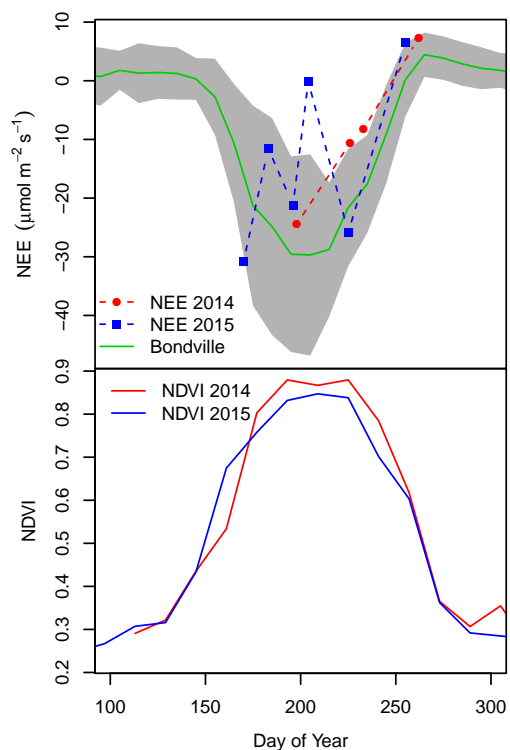 10
0
−10
−20
−30
−40
NEE (μmol m⁻² s⁻¹)
NEE 2014
NEE 2015
Bondville
0.9
0.8
0.7
0.6
0.5
0.4
0.3
0.2
NDVI
NDVI 2014
NDVI 2015
100 150 200 250 300
Day of Year